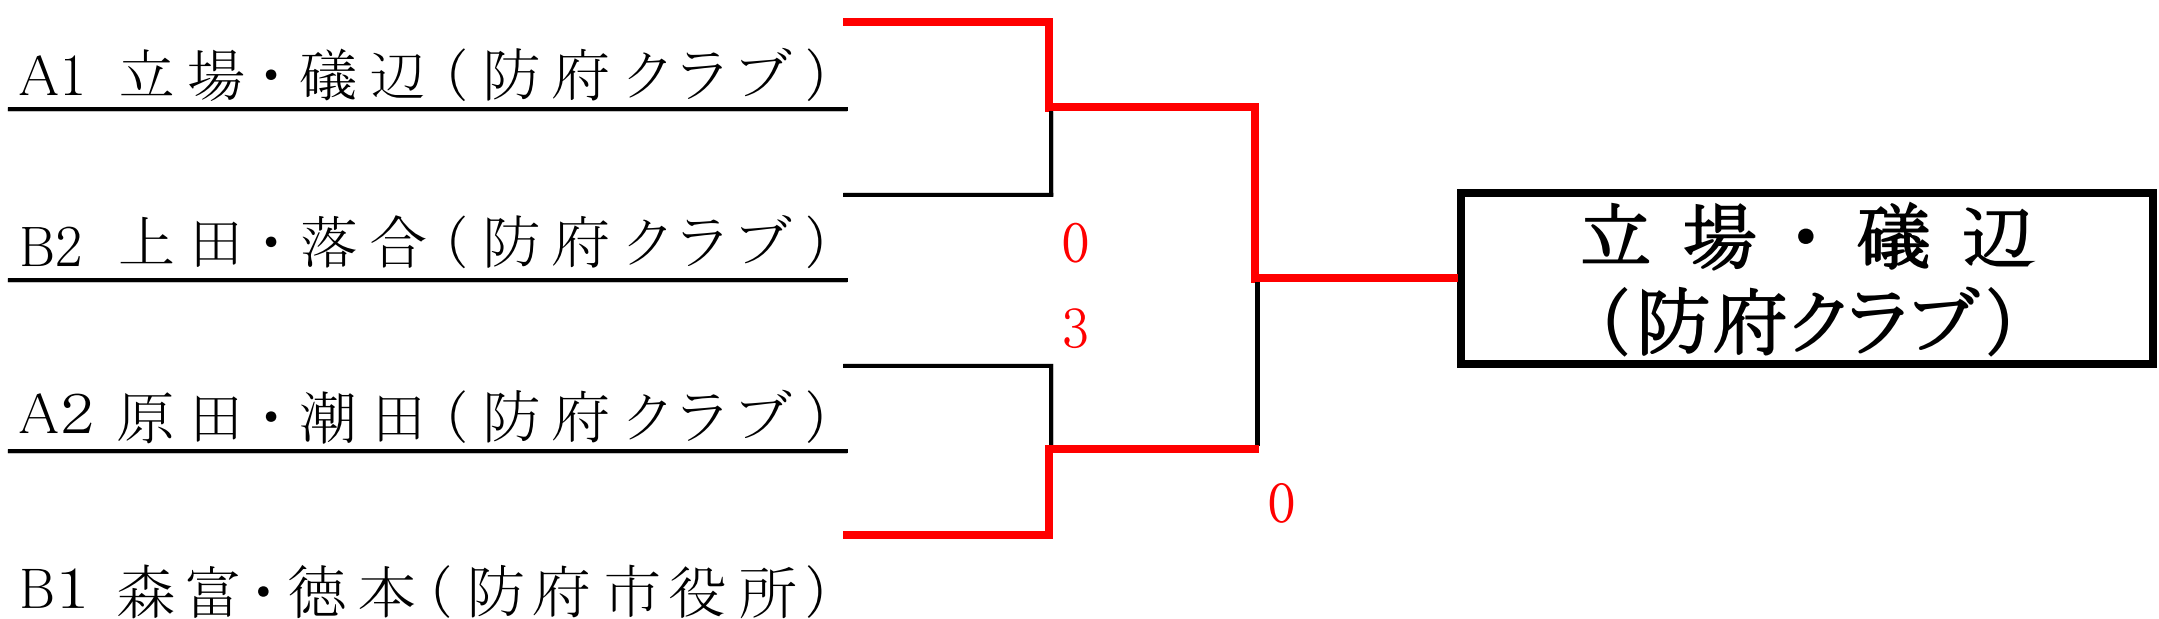 A1 立場・礒辺(防府クラブ)
B2 上田・落合(防府クラブ)
0
3
A2 原田・潮田(防府クラブ)
0
B1 森富・徳本(防府市役所)
立場・礒辺
(防府クラブ)